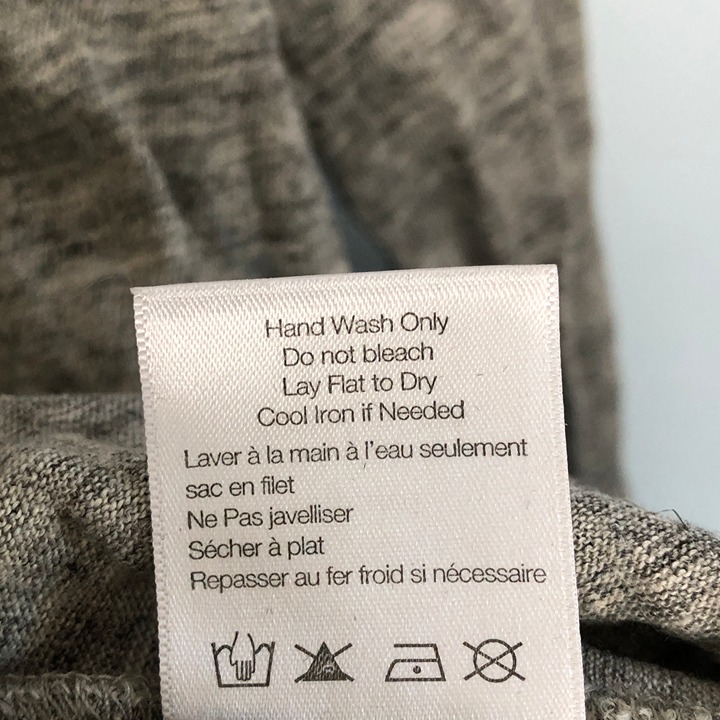 Hand Wash Only
Do not bleach
Lay Flat to Dry
Cool Iron if Needed
Laver à la main à l'eau seulement
sac en filet
Ne Pas javelliser
Sécher à plat
Repasser au fer froid si nécessaire